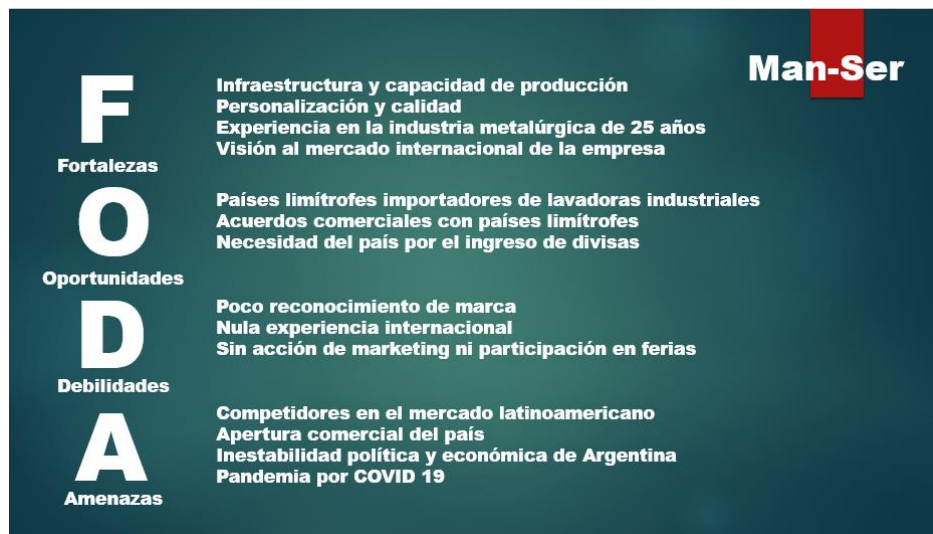 Man-Ser
F
Fortalezas
Infraestructura y capacidad de producción
Personalización y calidad
Experiencia en la industria metalúrgica de 25 años
Visión al mercado internacional de la empresa
O
Oportunidades
Países limítrofes importadores de lavadoras industriales
Acuerdos comerciales con países limítrofes
Necesidad del país por el ingreso de divisas
D
Debilidades
Poco reconocimiento de marca
Nula experiencia internacional
Sin acción de marketing ni participación en ferias
A
Amenazas
Competidores en el mercado latinoamericano
Apertura comercial del país
Inestabilidad política y económica de Argentina
Pandemia por COVID 19